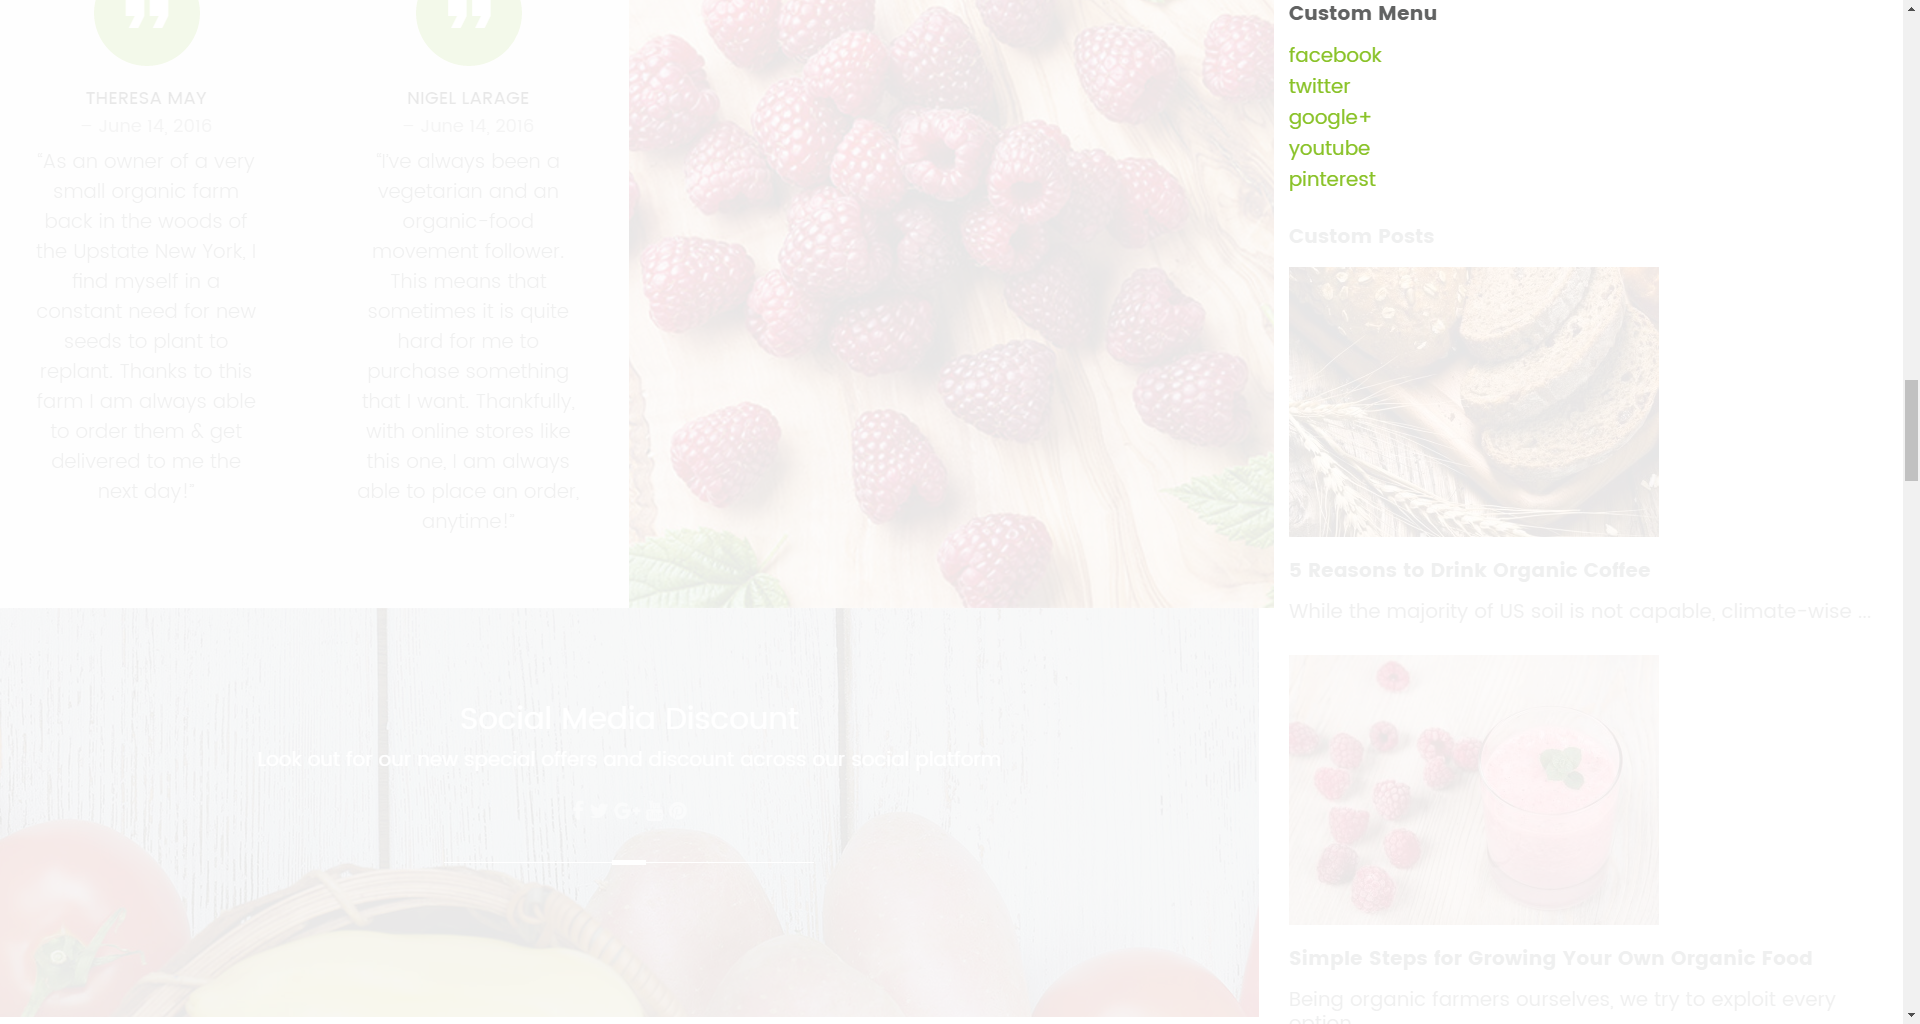 THERESA MAY
– June 14, 2016
“As an owner of a very
small organic farm
back in the woods of
the Upstate New York, I
find myself in a
constant need for new
seeds to plant to
replant. Thanks to this
farm I am always able
to order them & get
delivered to me the
next day!”
NIGEL LARAGE
– June 14, 2016
“I’ve always been a
vegetarian and an
organic-food
movement follower.
This means that
sometimes it is quite
hard for me to
purchase something
that I want. Thankfully,
with online stores like
this one, I am always
able to place an order,
anytime!”
Social Media Discount
Look out for our new special offers and discount across our social platform
Custom Menu
facebook
twitter
google+
youtube
pinterest
Custom Posts
5 Reasons to Drink Organic Coffee
While the majority of US soil is not capable, climate-wise ...
Simple Steps for Growing Your Own Organic Food
Being organic farmers ourselves, we try to exploit every
option